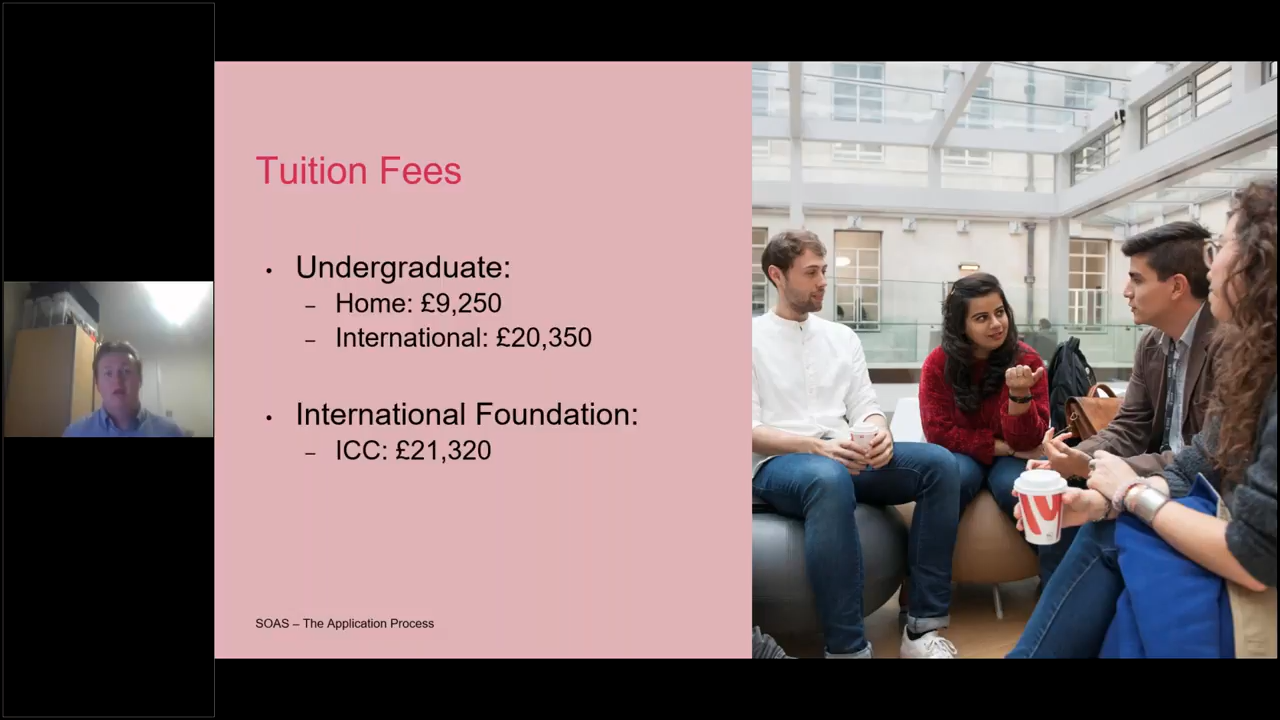 Tuition Fees
• Undergraduate:
– Home: £9,250
– International: £20,350
• International Foundation:
– ICC: £21,320
SOAS – The Application Process